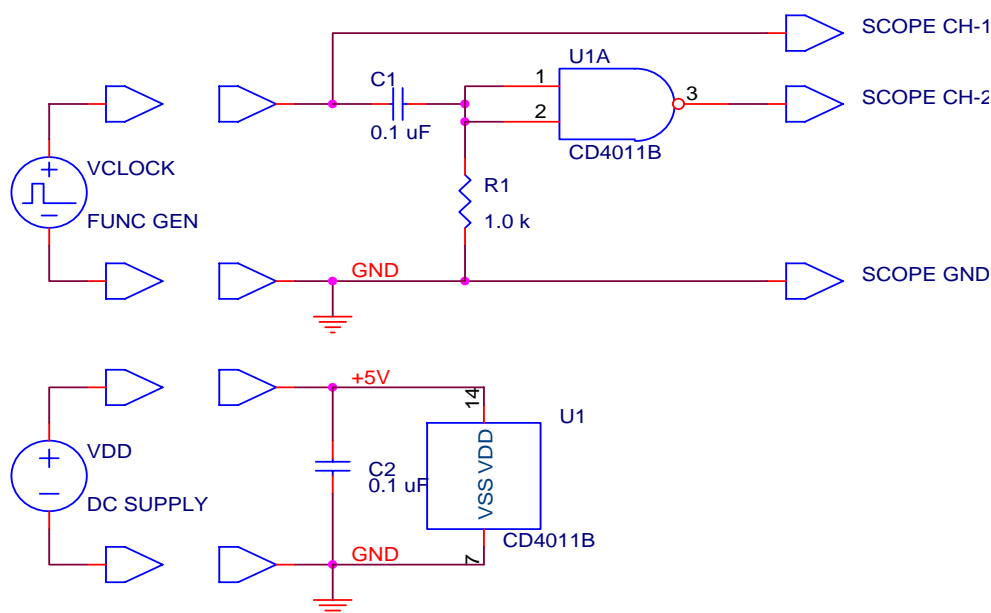 SCOPE CH-1
U1A
C1
1
2
3
SCOPE CH-2
0.1 uF
CD4011B
VCLOCK
FUNC GEN
R1
1.0 k
GND
SCOPE GND
+5V
14
U1
VDD
DC SUPPLY
C2
0.1 uF
VSS VDD
CD4011B
GND
7